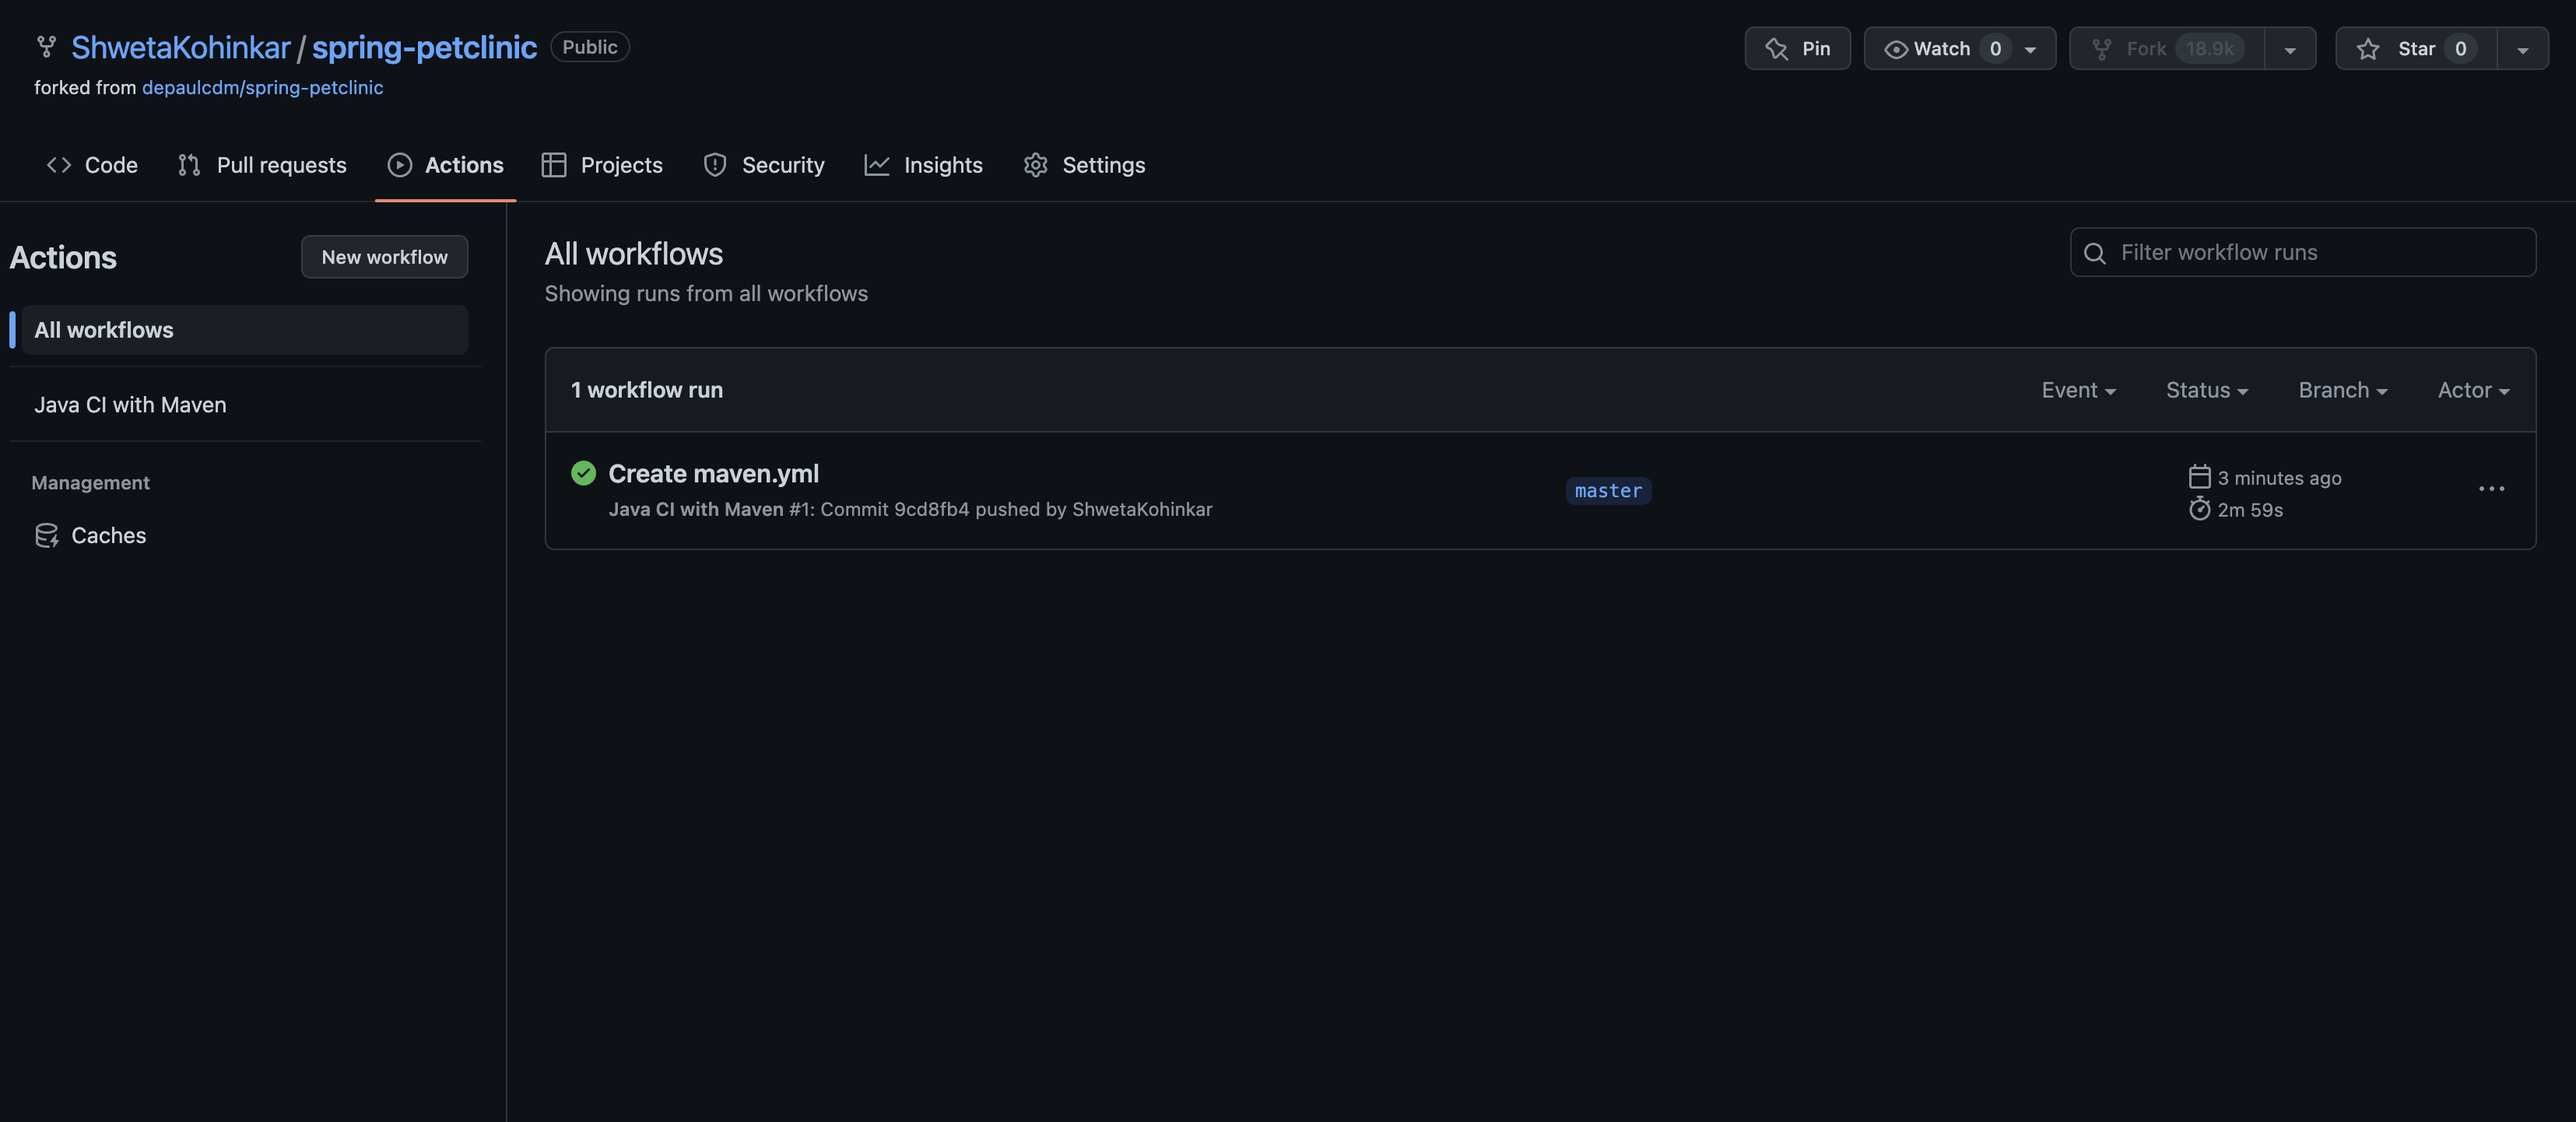 ShwetaKohinkar / spring-petclinic Public
Pin Watch 0 Fork 18.9k Star 0
forked from depaulcdm/spring-petclinic
Code Pull requests Actions Projects Security Insights Settings
Actions
New workflow
All workflows
Java CI with Maven
Management
Caches
All workflows
Showing runs from all workflows
Filter workflow runs
1 workflow run
Event Status Branch Actor
Create maven.yml
Java CI with Maven #1: Commit 9cd8fb4 pushed by ShwetaKohinkar
master
3 minutes ago
2m 59s